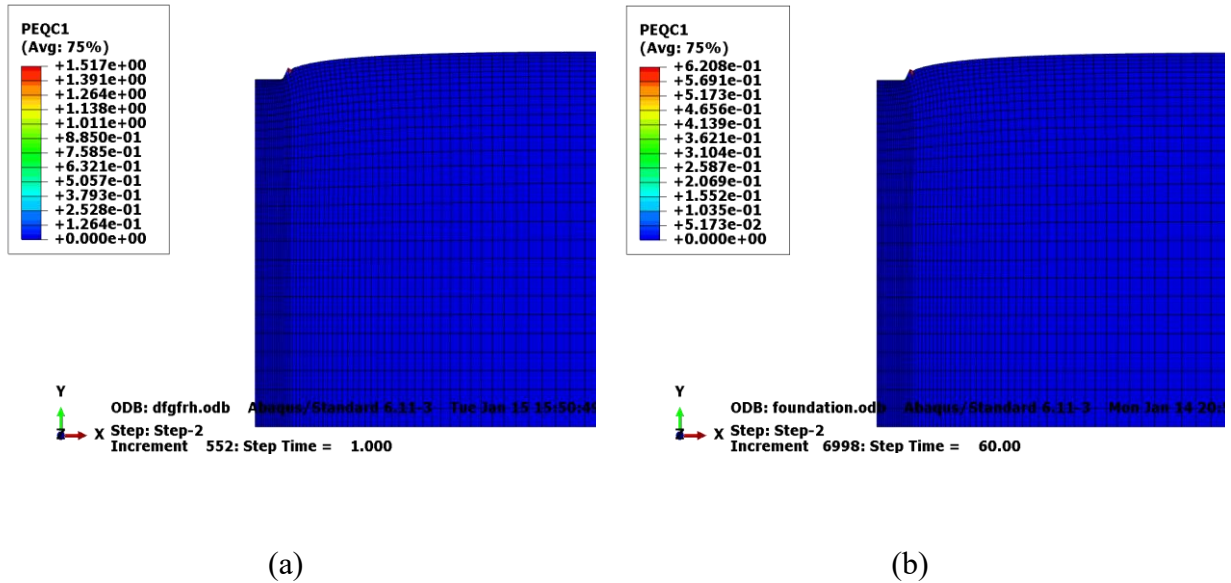 PEQC1
(Avg: 75%)
+1.517e+00
+1.391e+00
+1.264e+00
+1.138e+00
+1.011e+00
+8.850e-01
+7.585e-01
+6.321e-01
+5.057e-01
+3.793e-01
+2.528e-01
+1.264e-01
+0.000e+00
Y
X
ODB: dfgfrh.odb Abaqus/Standard 6.11-3 Tue Jan 15 15:50:49
Step: Step-2
Increment 552: Step Time = 1.000
(a)
PEQC1
(Avg: 75%)
+6.208e-01
+5.691e-01
+5.173e-01
+4.656e-01
+4.139e-01
+3.621e-01
+3.104e-01
+2.587e-01
+2.069e-01
+1.552e-01
+1.035e-01
+5.173e-02
+0.000e+00
Y
X
ODB: foundation.odb Abaqus/Standard 6.11-3 Mon Jan 14
Step: Step-2
Increment 6998: Step Time = 60.00
(b)